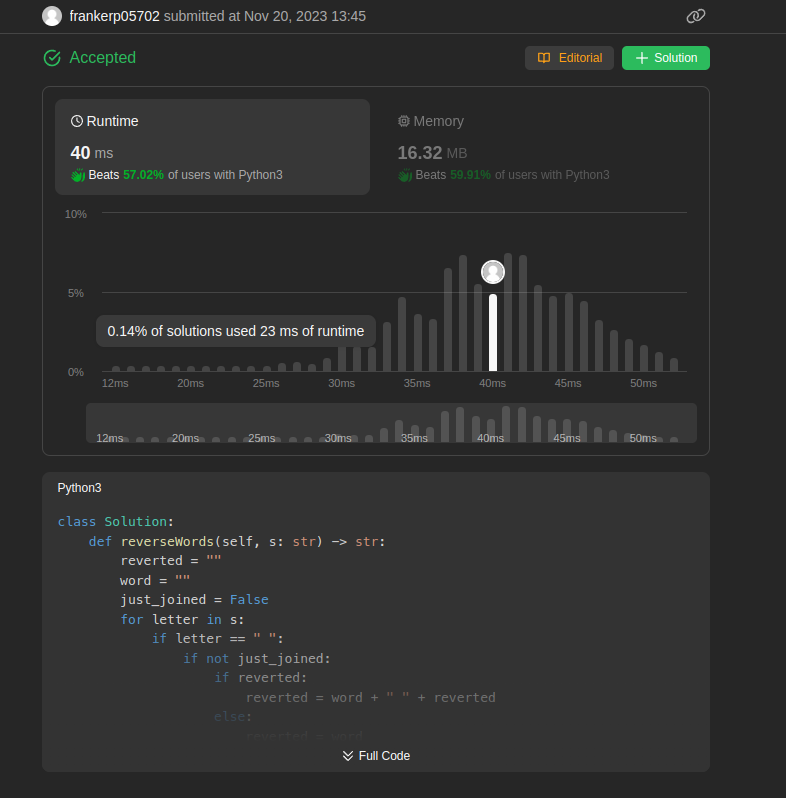 frankerp05702 submitted at Nov 20, 2023 13:45
Accepted
Editorial
Solution
Runtime
40 ms
Beats 57.02% of users with Python3
Memory
16.32 MB
Beats 59.91% of users with Python3
10%
5%
0.14% of solutions used 23 ms of runtime
0%
12ms 20ms 25ms 30ms 35ms 40ms 45ms 50ms
12ms 20ms 25ms 30ms 35ms 40ms 45ms 50ms
Python3
class Solution:
    def reverseWords(self, s: str) -> str:
        reverted = ""
        word = ""
        just_joined = False
        for letter in s:
            if letter == " ":
                if not just_joined:
                    if reverted:
                        reverted = word + " " + reverted
                    else:
                        reverted = word
Full Code